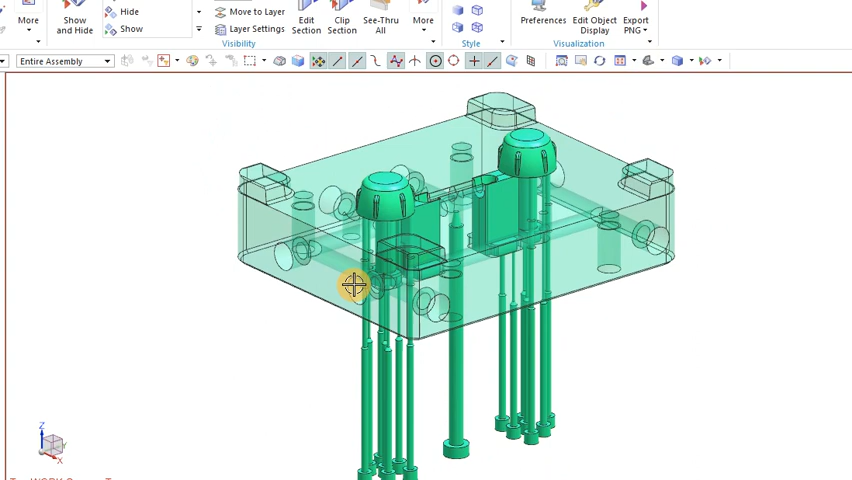 Hide
Move to Layer
More
Show and Hide
Show
Layer Settings
Edit Section
Clip Section
See-Thru All
More
Preferences
Edit Object Display
Export PNG
Visibility
Style
Visualization
Entire Assembly
Z
Y
X